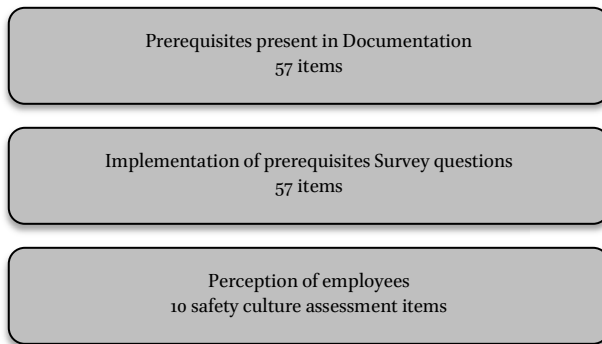 Prerequisites present in Documentation
57 items
Implementation of prerequisites Survey questions
57 items
Perception of employees
10 safety culture assessment items